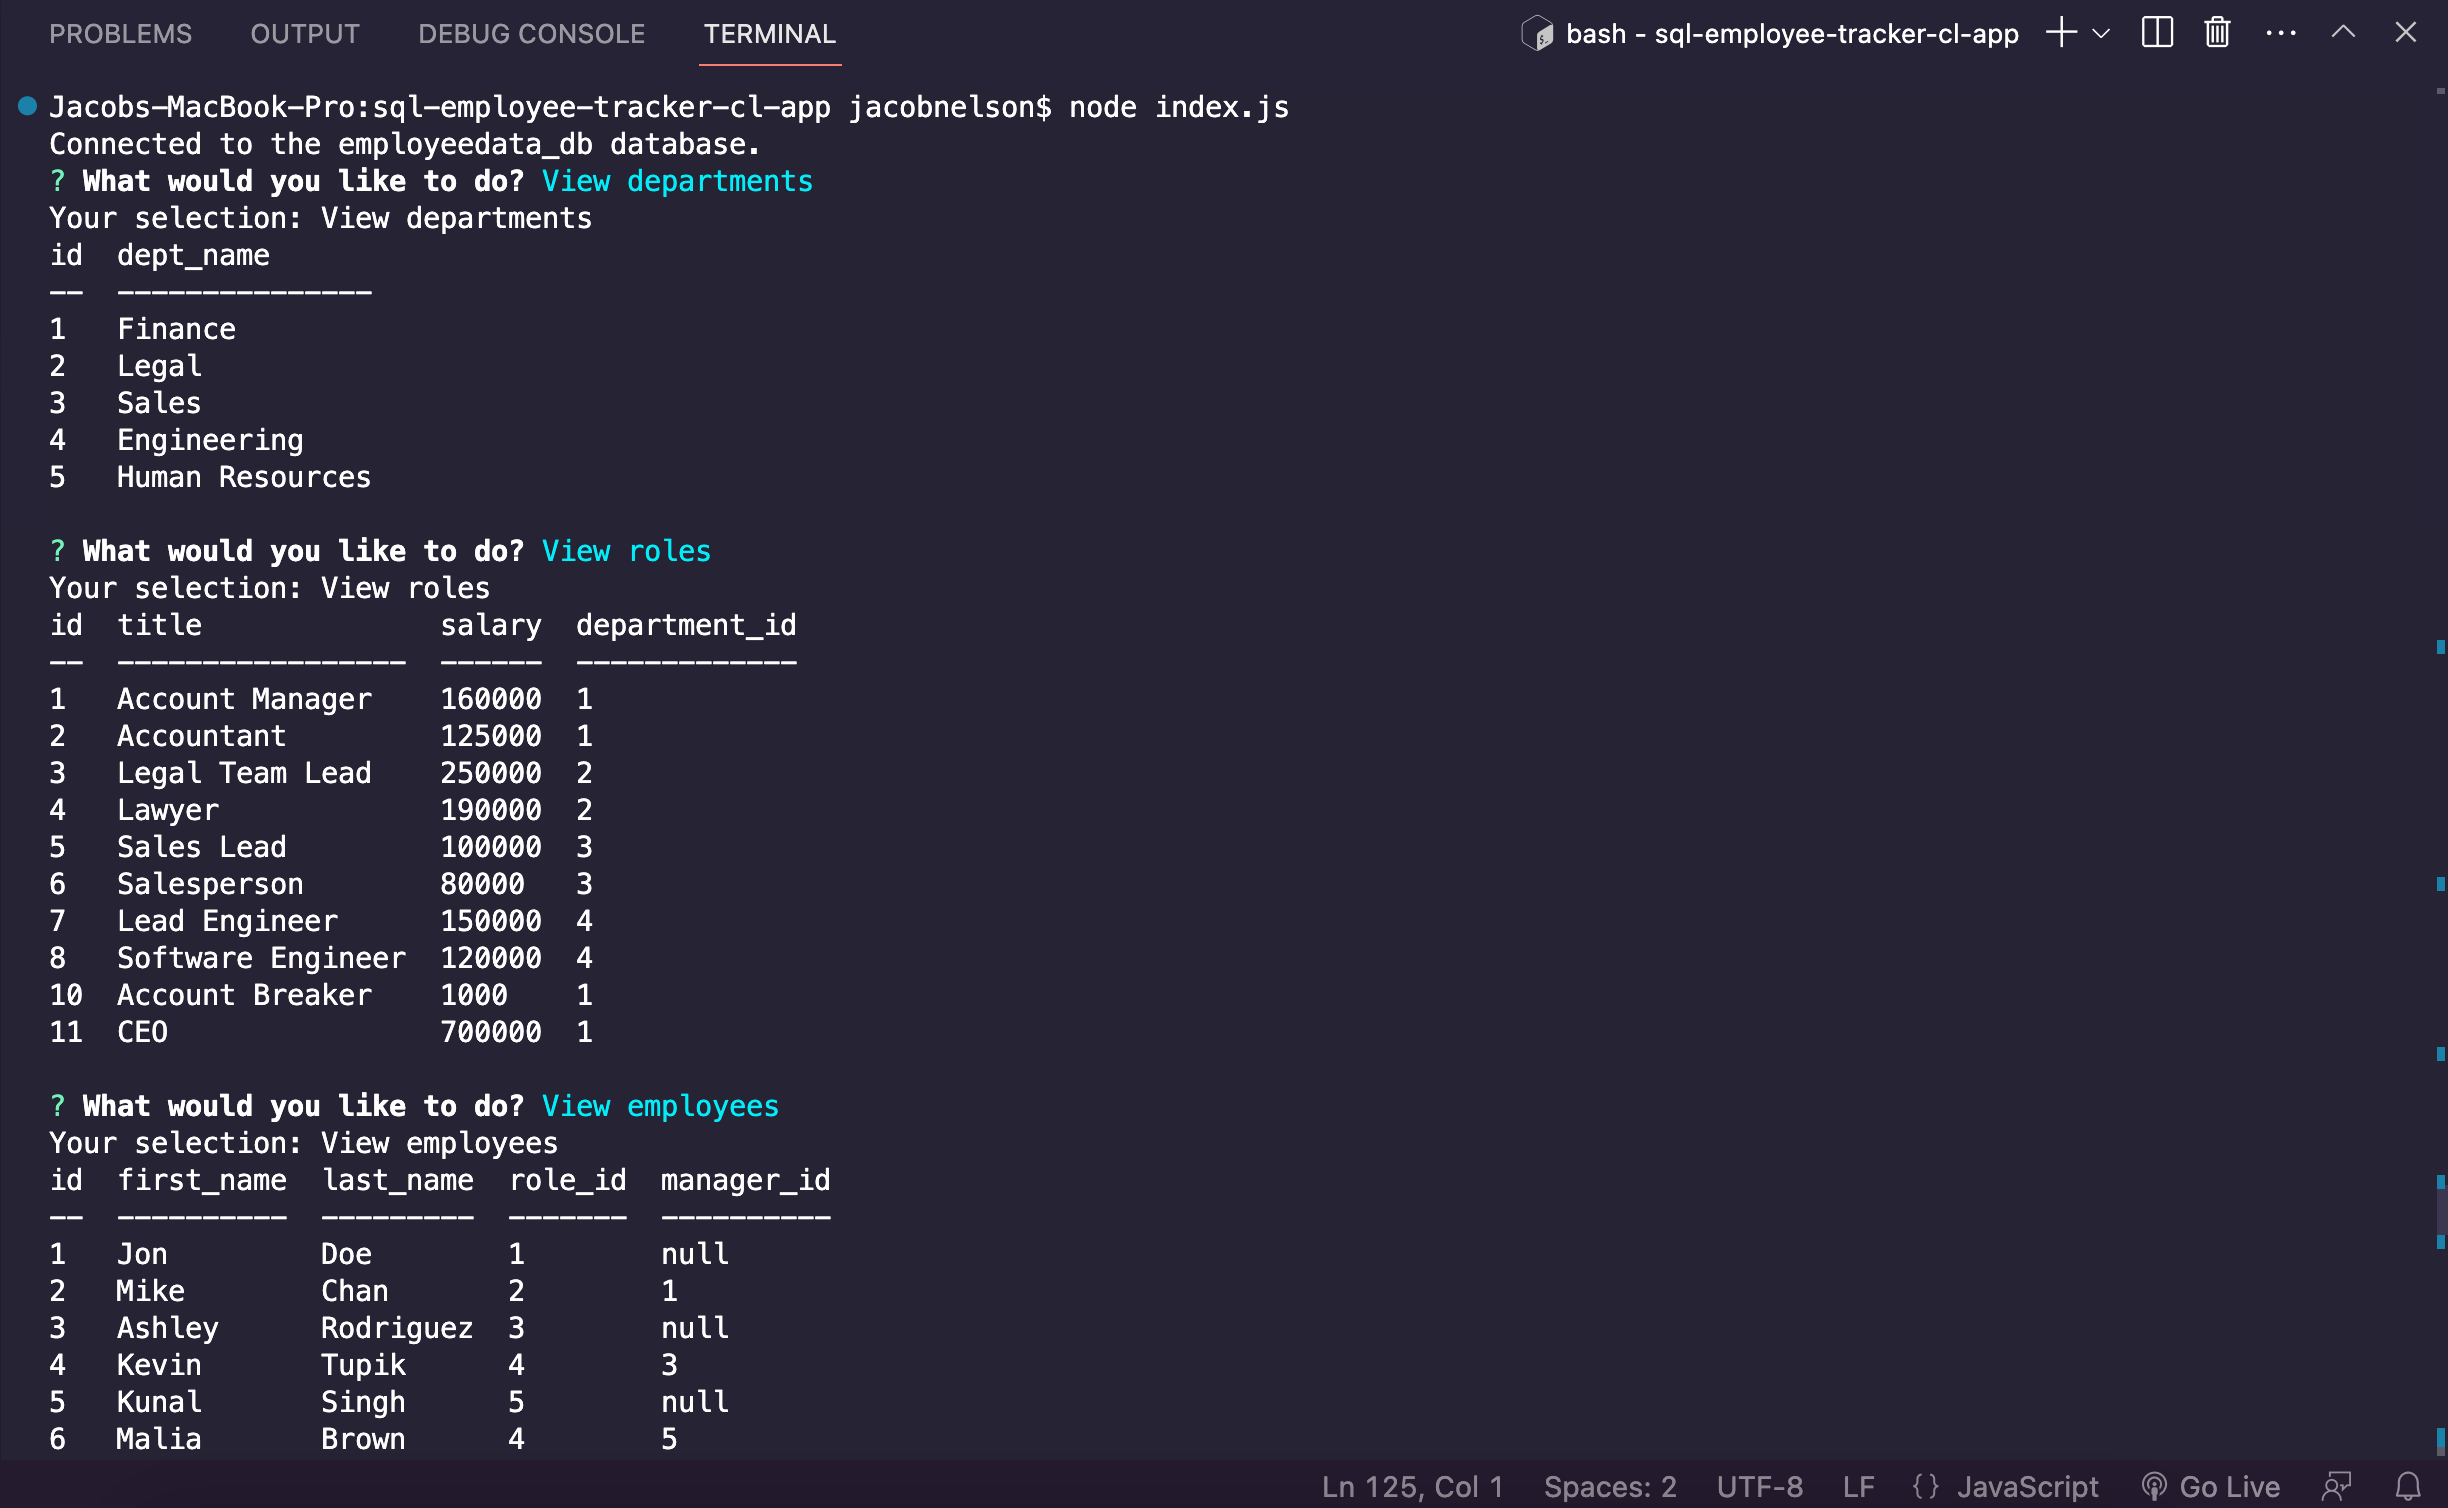 PROBLEMS OUTPUT DEBUG CONSOLE TERMINAL bash - sql-employee-tracker-cl-app
Jacobs-MacBook-Pro:sql-employee-tracker-cl-app jacobnelson$ node index.js
Connected to the employeedata_db database.
? What would you like to do? View departments
Your selection: View departments
id  dept_name
--  ---------------
1   Finance
2   Legal
3   Sales
4   Engineering
5   Human Resources
? What would you like to do? View roles
Your selection: View roles
id  title              salary  department_id
--  -----------------  ------  -------------
1   Account Manager    160000  1
2   Accountant         125000  1
3   Legal Team Lead    250000  2
4   Lawyer             190000  2
5   Sales Lead         100000  3
6   Salesperson        80000   3
7   Lead Engineer      150000  4
8   Software Engineer  120000  4
10  Account Breaker    1000    1
11  CEO                700000  1
? What would you like to do? View employees
Your selection: View employees
id  first_name  last_name  role_id  manager_id
--  ----------  ---------  -------  ----------
1   Jon         Doe        1        null
2   Mike        Chan       2        1
3   Ashley      Rodriguez  3        null
4   Kevin       Tupik      4        3
5   Kunal       Singh      5        null
6   Malia       Brown      4        5
Ln 125, Col 1 Spaces: 2 UTF-8 LF {} JavaScript Go Live